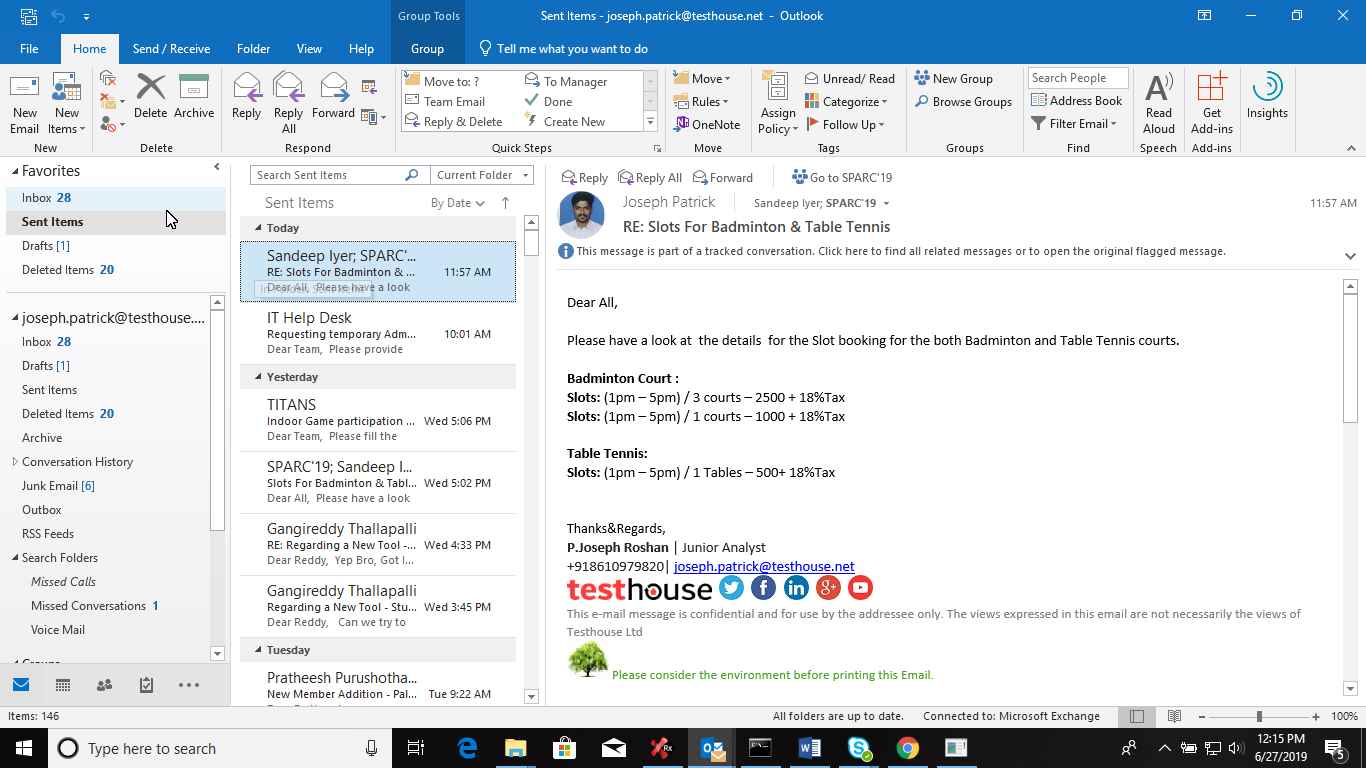 Group Tools
Sent Items - joseph.patrick@testhouse.net - Outlook
File Home Send / Receive Folder View Help Group Tell me what you want to do
New Email
New Items
New
Delete
Archive
Delete
Reply
Reply All
Forward
Respond
Move to: ?
Team Email
Reply & Delete
To Manager
Done
Create New
Quick Steps
Move
Rules
OneNote
Move
Assign Policy
Unread/ Read
Categorize
Follow Up
Tags
New Group
Browse Groups
Groups
Search People
Address Book
Filter Email
Find
Read Aloud
Speech
Get Add-ins
Add-ins
Insights
Favorites
Inbox 28
Sent Items
Drafts [1]
Deleted Items 20
joseph.patrick@testhouse....
Inbox 28
Drafts [1]
Sent Items
Deleted Items 20
Archive
Conversation History
Junk Email [6]
Outbox
RSS Feeds
Search Folders
Missed Calls
Missed Conversations 1
Voice Mail
Search Sent Items Current Folder
Sent Items By Date
Today
Sandeep Iyer; SPARC'...
RE: Slots For Badminton & ... 11:57 AM
Dear All, Please have a look
IT Help Desk
Requesting temporary Adm... 10:01 AM
Dear Team, Please provide
Yesterday
TITANS
Indoor Game participation ... Wed 5:06 PM
Dear Team, Please fill the
SPARC'19; Sandeep I...
Slots For Badminton & Tabl... Wed 5:02 PM
Dear All, Please have a look
Gangireddy Thallapalli
RE: Regarding a New Tool -... Wed 4:33 PM
Dear Reddy, Yep Bro, Got I...
Gangireddy Thallapalli
Regarding a New Tool - Stu... Wed 3:45 PM
Dear Reddy, Can we try to
Tuesday
Pratheesh Purushotha...
New Member Addition - Pal... Tue 9:22 AM
Reply Reply All Forward Go to SPARC'19
Joseph Patrick Sandeep Iyer; SPARC'19 11:57 AM
RE: Slots For Badminton & Table Tennis
This message is part of a tracked conversation. Click here to find all related messages or to open the original flagged message.
Dear All,
Please have a look at the details for the Slot booking for the both Badminton and Table Tennis courts.
Badminton Court :
Slots: (1pm – 5pm) / 3 courts – 2500 + 18%Tax
Slots: (1pm – 5pm) / 1 courts – 1000 + 18%Tax
Table Tennis:
Slots: (1pm – 5pm) / 1 Tables – 500+ 18%Tax
Thanks&Regards,
P.Joseph Roshan | Junior Analyst
+918610979820| joseph.patrick@testhouse.net
testhouse
This e-mail message is confidential and for use by the addressee only. The views expressed in this email are not necessarily the views of
Testhouse Ltd
Please consider the environment before printing this Email.
Items: 146 All folders are up to date. Connected to: Microsoft Exchange 100%
Type here to search
12:15 PM
6/27/2019
5